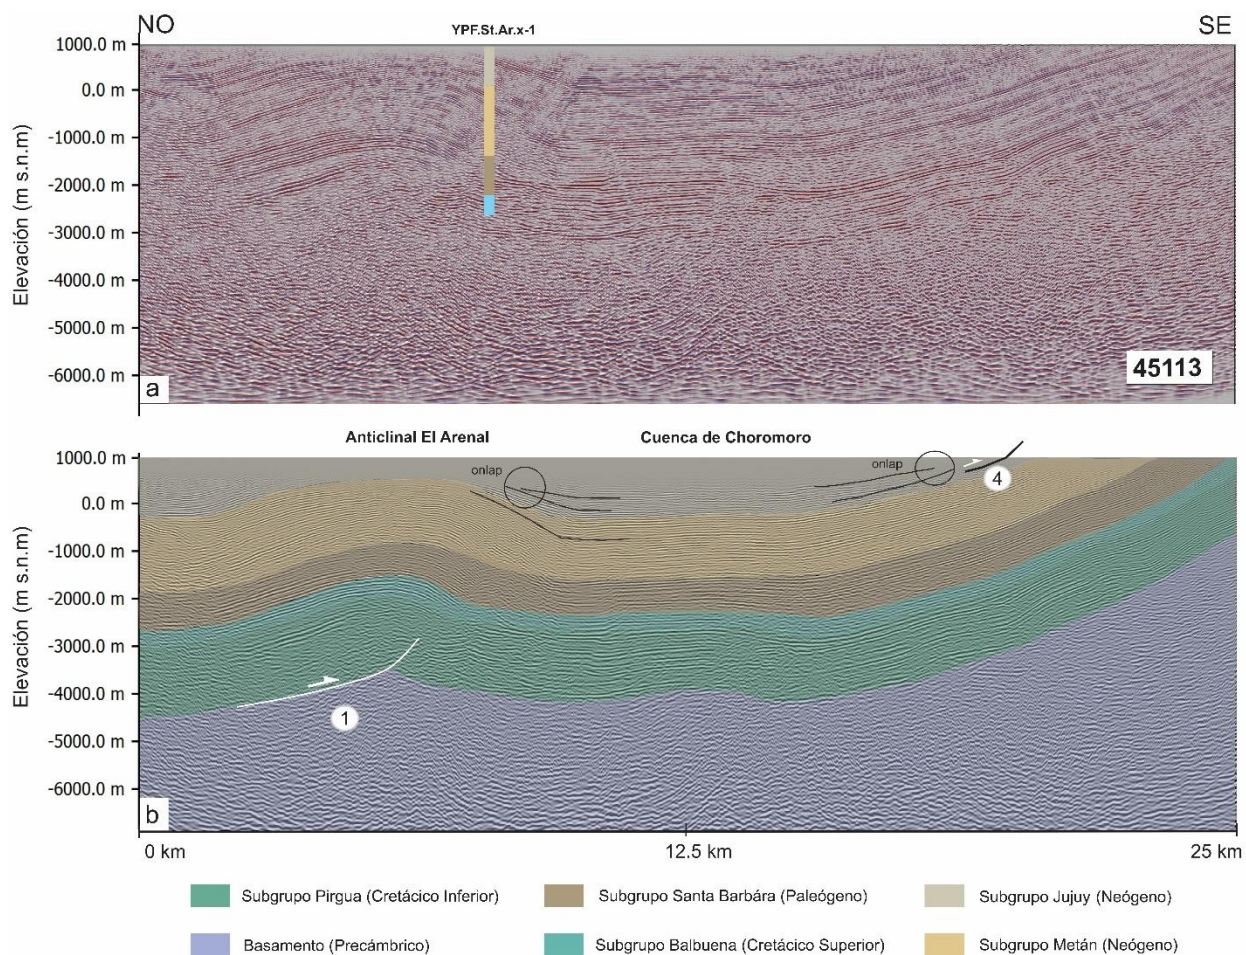 NO
YPF.St.Ar.x-1
SE
Elevación (m s.n.m)
1000.0 m
0.0 m
-1000.0 m
-2000.0 m
-3000.0 m
-4000.0 m
-5000.0 m
-6000.0 m
a
45113
Anticlinal El Arenal
Cuenca de Choromoro
onlap
onlap
4
1
Elevación (m s.n.m)
1000.0 m
0.0 m
-1000.0 m
-2000.0 m
-3000.0 m
-4000.0 m
-5000.0 m
-6000.0 m
b
0 km
12.5 km
25 km
Subgrupo Pirgua (Cretácico Inferior)
Subgrupo Santa Barbára (Paleógeno)
Subgrupo Jujuy (Neógeno)
Basamento (Precámbrico)
Subgrupo Balbuena (Cretácico Superior)
Subgrupo Metán (Neógeno)